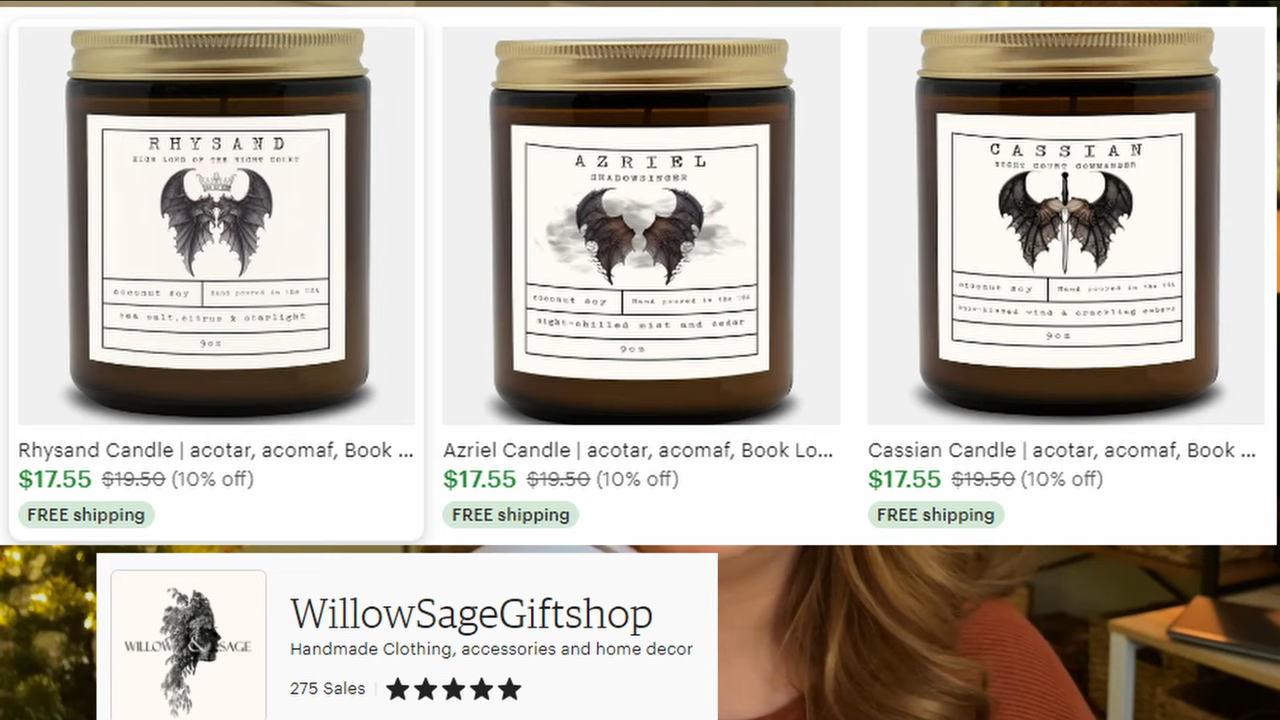 RHYSAND
HIGH LORD OF THE NIGHT COURT
coconut soy
Hand poured in the USA
sea salt, citrus & starlight
9oz
AZRIEL
SHADOWSINGER
coconut soy
Hand poured in the USA
night-chilled mist and cedar
9oz
CASSIAN
NIGHT COURT COMMANDER
coconut soy
Hand poured in the USA
wind & crackling embers
9oz
Rhysand Candle | acotar, acomaf, Book ...
$17.55 $19.50 (10% off)
FREE shipping
Azriel Candle | acotar, acomaf, Book Lo...
$17.55 $19.50 (10% off)
FREE shipping
Cassian Candle | acotar, acomaf, Book ...
$17.55 $19.50 (10% off)
FREE shipping
WILLOW & SAGE
WillowSageGiftshop
Handmade Clothing, accessories and home decor
275 Sales